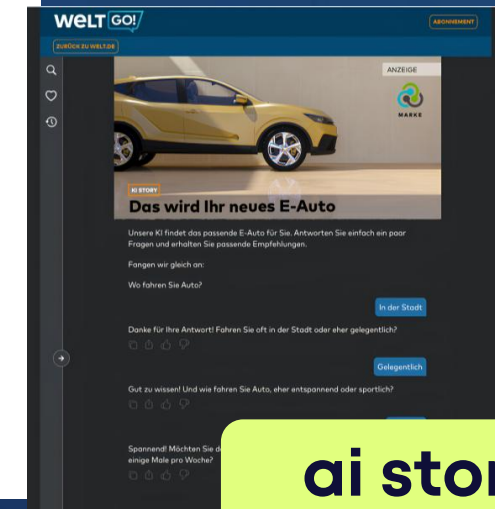 WELT GO!
ABONNEMENT
ZURÜCK ZU WELT.DE
ANZEIGE
MARKE
KI STORY
Das wird Ihr neues E-Auto
Unsere KI findet das passende E-Auto für Sie. Antworten Sie einfach ein paar
Fragen und erhalten Sie passende Empfehlungen.
Fangen wir gleich an:
Wo fahren Sie Auto?
In der Stadt
Danke für Ihre Antwort! Fahren Sie oft in der Stadt oder eher gelegentlich?
Gelegentlich
Gut zu wissen! Und wie fahren Sie Auto, eher entspannend oder sportlich?
Spannend! Möchten Sie
einige Male pro Woche?
ai stor